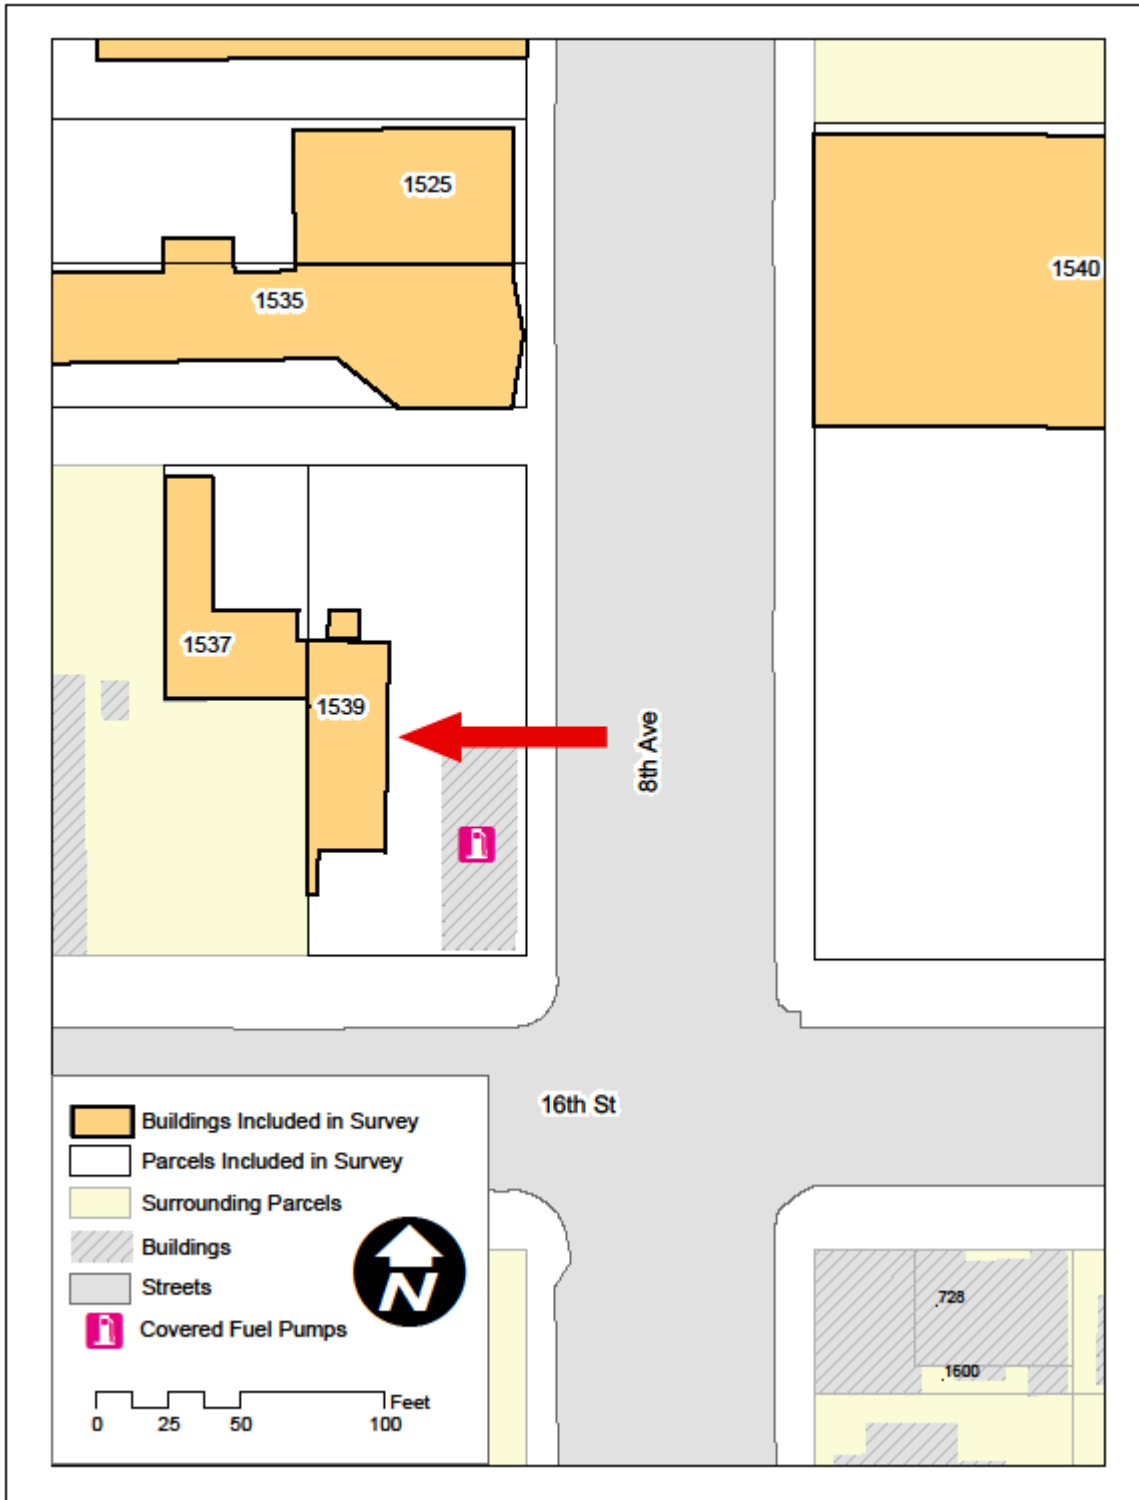 1525
1540
1535
1537
1539
8th Ave
16th St
Buildings Included in Survey
Parcels Included in Survey
Surrounding Parcels
Buildings
Streets
Covered Fuel Pumps
N
Feet
0 25 50 100
728
1600